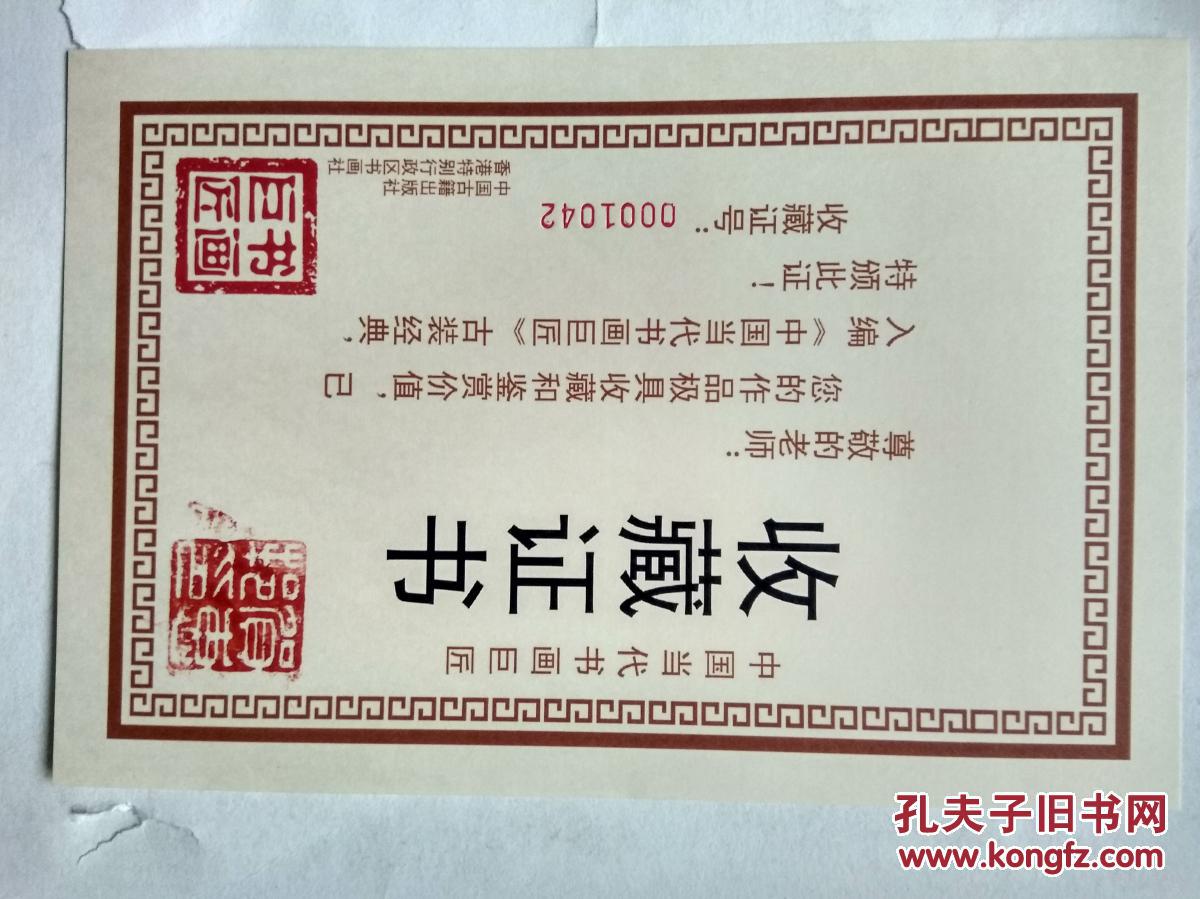 中国当代书画巨匠
收藏证书
尊敬的老师：
您的作品极具收藏和鉴赏价值，已
入编《中国当代书画巨匠》古装经典，
特颁此证！
收藏证号：0001042
中国古籍出版社
香港特别行政区书画社
书画
巨匠
孔夫子旧书网
www.kongfz.com